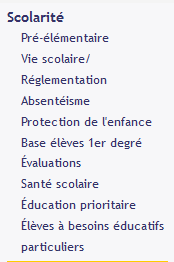 Scolarité
Pré-élémentaire
Vie scolaire/
Réglementation
Absentéisme
Protection de l'enfance
Base élèves 1er degré
Évaluations
Santé scolaire
Éducation prioritaire
Élèves à besoins éducatifs
particuliers